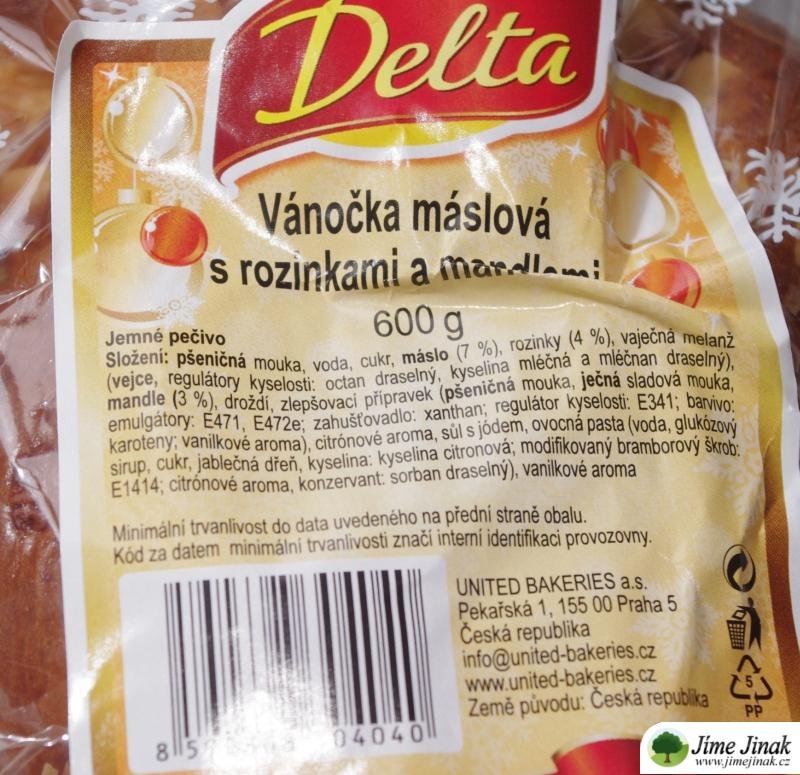 Delta
Vánočka máslová
s rozinkami a mandlemi
600 g
Jemné pečivo
Složení: pšeničná mouka, voda, cukr, máslo (7 %), rozinky (4 %), vaječná melanž
(vejce, regulátory kyselosti: octan draselný, kyselina mléčná a mléčnan draselný),
mandle (3 %), droždí, zlepšovací přípravek (pšeničná mouka, ječná sladová mouka,
emulgátory: E471, E472e; zahušťovadlo: xanthan; regulátor kyselosti: E341; barvivo:
karoteny; vanilkové aroma), citrónové aroma, sůl s jódem, ovocná pasta (voda, glukózový
sirup, cukr, jablečná dřeň, kyselina: kyselina citronová; modifikovaný bramborový škrob:
E1414; citrónové aroma, konzervant: sorban draselný), vanilkové aroma
Minimální trvanlivost do data uvedeného na přední straně obalu.
Kód za datem minimální trvanlivosti značí interní identifikaci provozovny.
UNITED BAKERIES a.s.
Pekařská 1, 155 00 Praha 5
Česká republika
info@united-bakeries.cz
www.united-bakeries.cz
Země původu: Česká republika
5
PP
04040
Jíme Jinak
www.jimejinak.cz